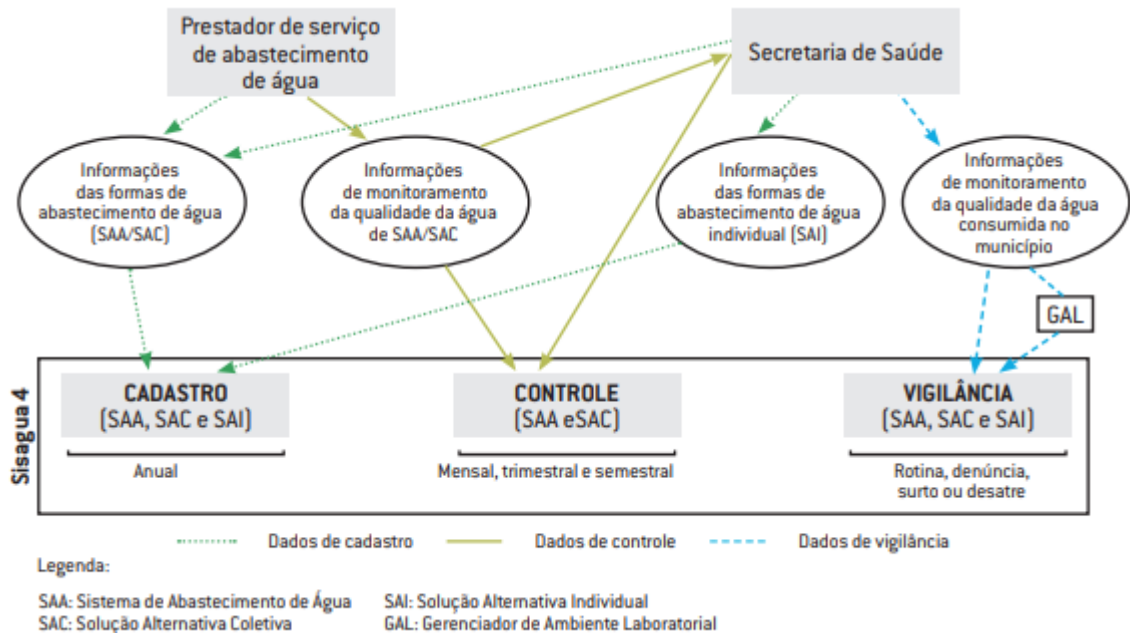 Prestador de serviço
de abastecimento
de água
Secretaria de Saúde
Informações
das formas de
abastecimento de água
(SAA/SAC)
Informações
de monitoramento
da qualidade da água
de SAA/SAC
Informações
das formas de
abastecimento de água
individual (SAI)
Informações
de monitoramento
da qualidade da água
consumida no
município
GAL
Sisagua 4
CADASTRO
(SAA, SAC e SAI)
Anual
CONTROLE
(SAA eSAC)
Mensal, trimestral e semestral
VIGILÂNCIA
(SAA, SAC e SAI)
Rotina, denúncia,
surto ou desatre
Dados de cadastro
Dados de controle
Dados de vigilância
Legenda:
SAA: Sistema de Abastecimento de Água
SAI: Solução Alternativa Individual
SAC: Solução Alternativa Coletiva
GAL: Gerenciador de Ambiente Laboratorial